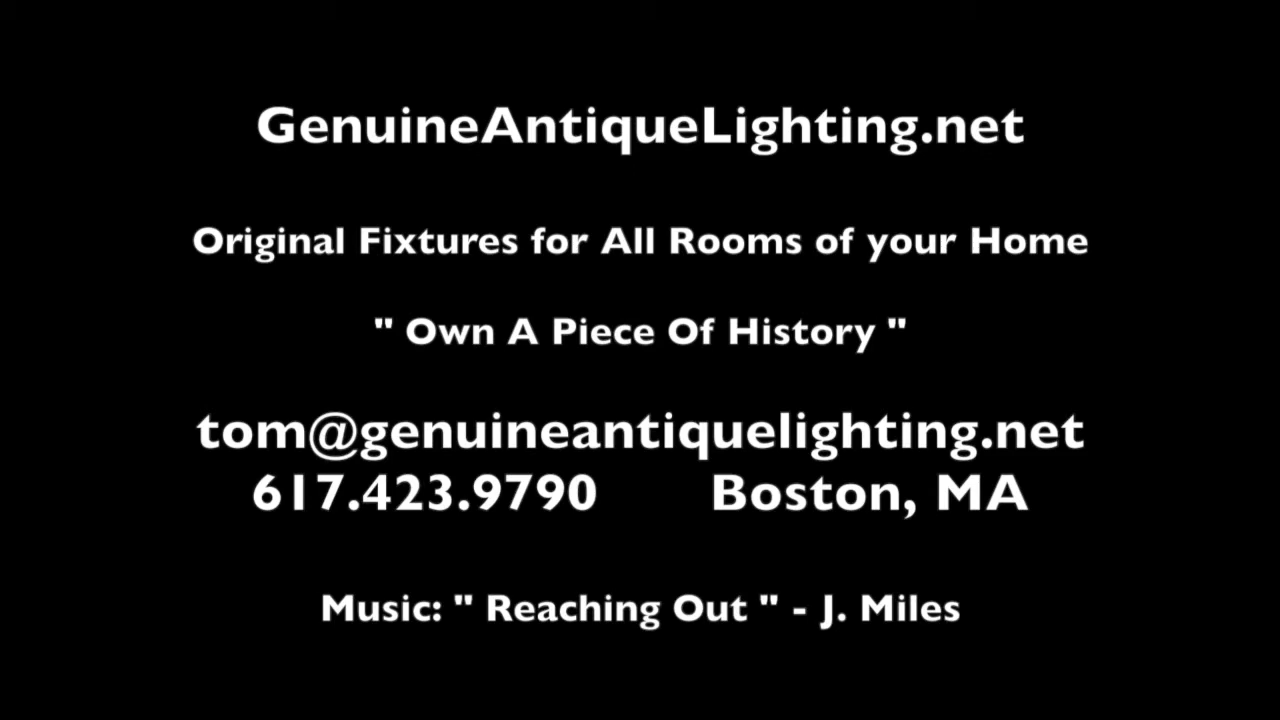 GenuineAntiqueLighting.net
Original Fixtures for All Rooms of your Home
" Own A Piece Of History "
tom@genuineantiquelighting.net
617.423.9790 Boston, MA
Music: " Reaching Out " - J. Miles